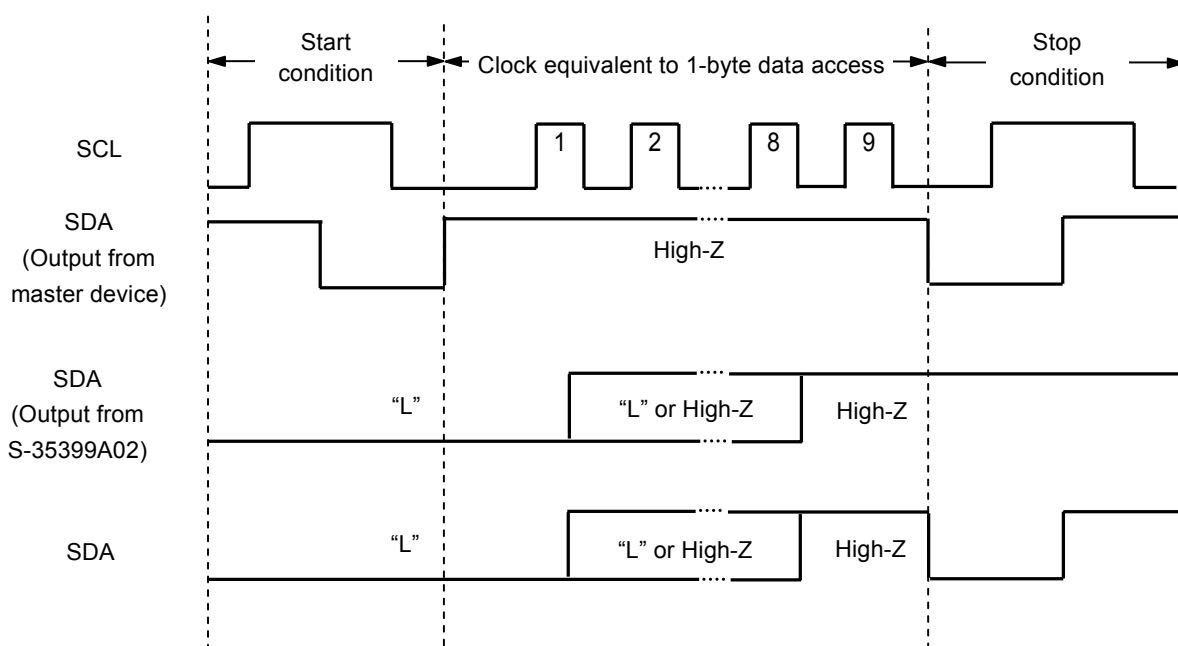 Start
condition
Clock equivalent to 1-byte data access
Stop
condition
SCL
1
2
8
9
SDA
(Output from
master device)
High-Z
SDA
(Output from
S-35399A02)
“L”
“L” or High-Z
High-Z
SDA
“L”
“L” or High-Z
High-Z